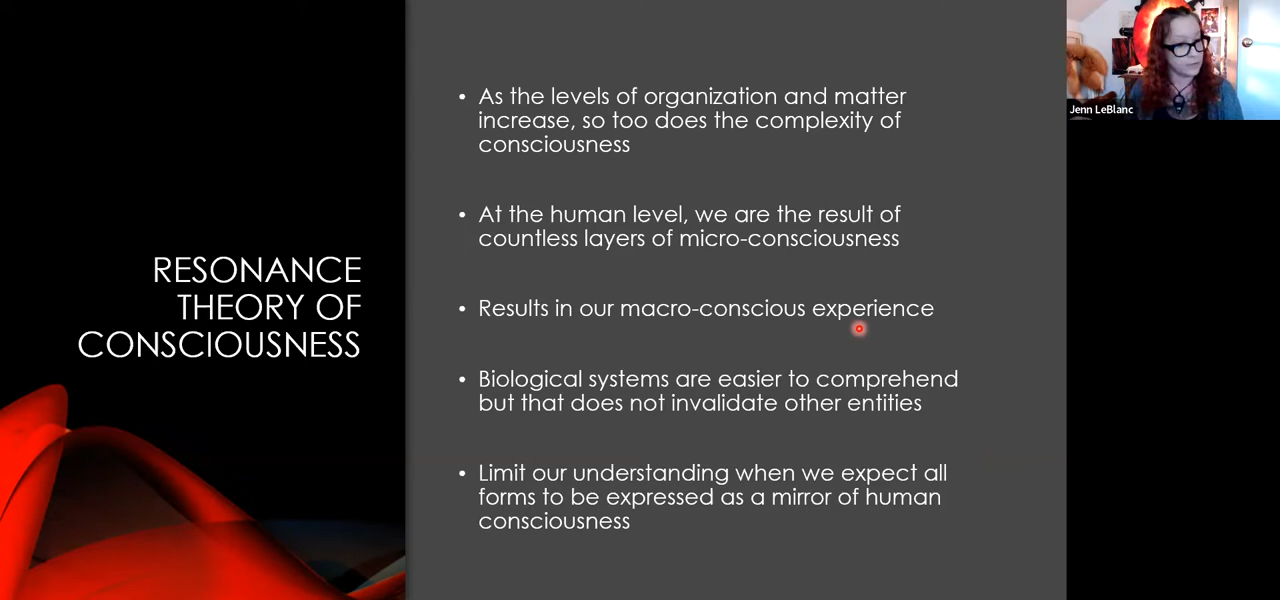 RESONANCE
THEORY OF
CONSCIOUSNESS
• As the levels of organization and matter
increase, so too does the complexity of
consciousness
• At the human level, we are the result of
countless layers of micro-consciousness
• Results in our macro-conscious experience
• Biological systems are easier to comprehend
but that does not invalidate other entities
• Limit our understanding when we expect all
forms to be expressed as a mirror of human
consciousness
Jenn LeBlanc